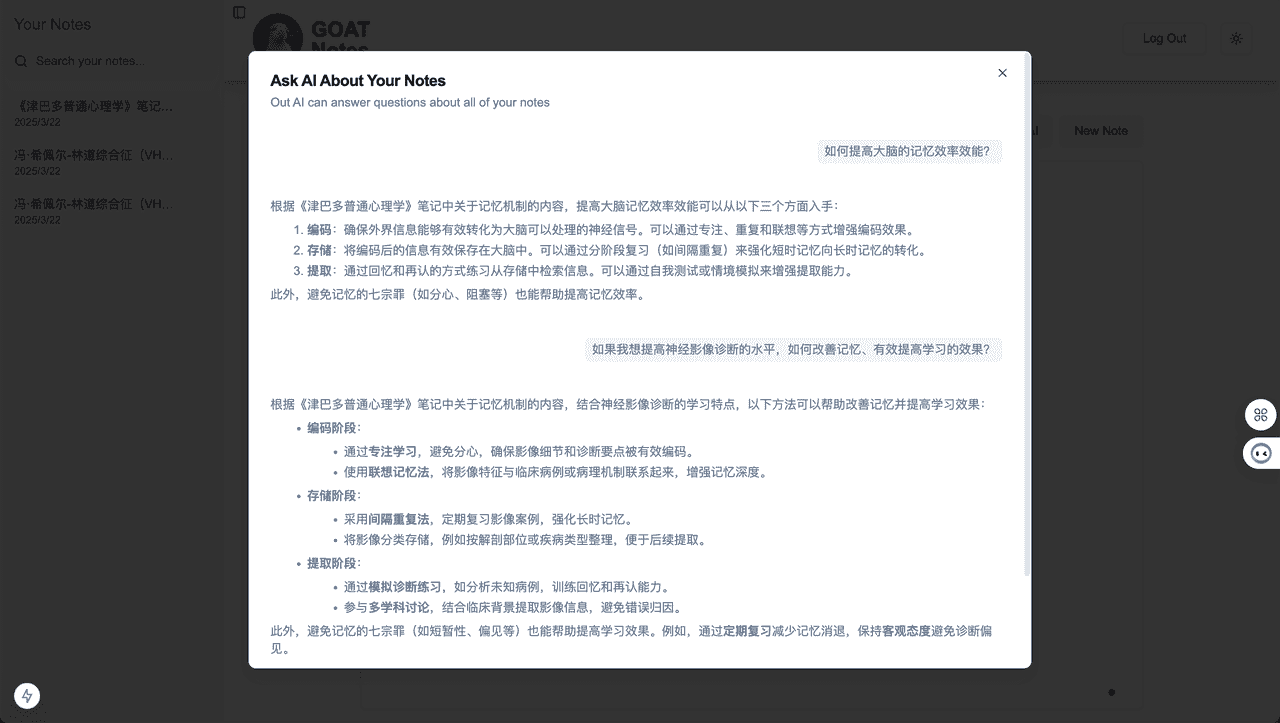 Your Notes
Search your notes...
《津巴多普通心理学》笔记...
2025/3/22
冯·希佩尔-林道综合征（VH...
2025/3/22
冯·希佩尔-林道综合征（VH...
2025/3/22
GOAT
Notes
Log Out
New Note
Ask AI About Your Notes
Out AI can answer questions about all of your notes
如何提高大脑的记忆效率效能？
根据《津巴多普通心理学》笔记中关于记忆机制的内容，提高大脑记忆效率效能可以从以下三个方面入手：
1. 编码：确保外界信息能够有效转化为大脑可以处理的神经信号。可以通过专注、重复和联想等方式增强编码效果。
2. 存储：将编码后的信息有效保存在大脑中。可以通过分阶段复习（如间隔重复）来强化短时记忆向长时记忆的转化。
3. 提取：通过回忆和再认的方式练习从存储中检索信息。可以通过自我测试或情境模拟来增强提取能力。
此外，避免记忆的七宗罪（如分心、阻塞等）也能帮助提高记忆效率。
如果我想提高神经影像诊断的水平，如何改善记忆、有效提高学习的效果？
根据《津巴多普通心理学》笔记中关于记忆机制的内容，结合神经影像诊断的学习特点，以下方法可以帮助改善记忆并提高学习效果：
• 编码阶段：
• 通过专注学习，避免分心，确保影像细节和诊断要点被有效编码。
• 使用联想记忆法，将影像特征与临床病例或病理机制联系起来，增强记忆深度。
• 存储阶段：
• 采用间隔重复法，定期复习影像案例，强化长时记忆。
• 将影像分类存储，例如按解剖部位或疾病类型整理，便于后续提取。
• 提取阶段：
• 通过模拟诊断练习，如分析未知病例，训练回忆和再认能力。
• 参与多学科讨论，结合临床背景提取影像信息，避免错误归因。
此外，避免记忆的七宗罪（如短暂性、偏见等）也能帮助提高学习效果。例如，通过定期复习减少记忆消退，保持客观态度避免诊断偏
见。